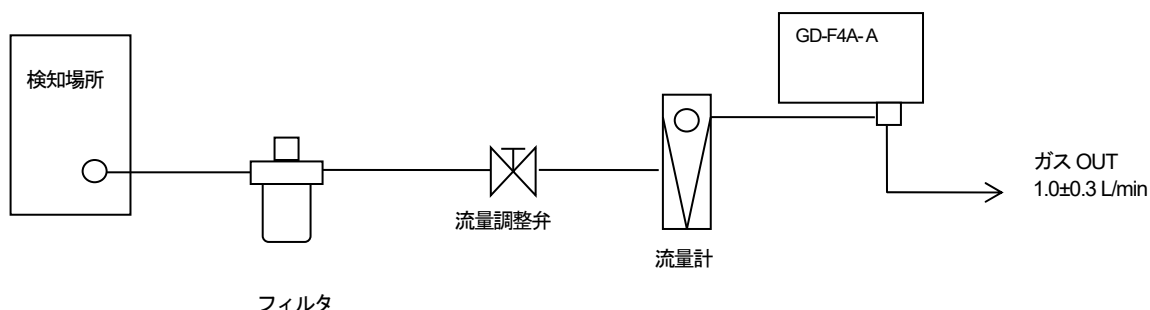 検知場所
フィルタ
流量調整弁
流量計
GD-F4A-A
ガス OUT
1.0±0.3 L/min